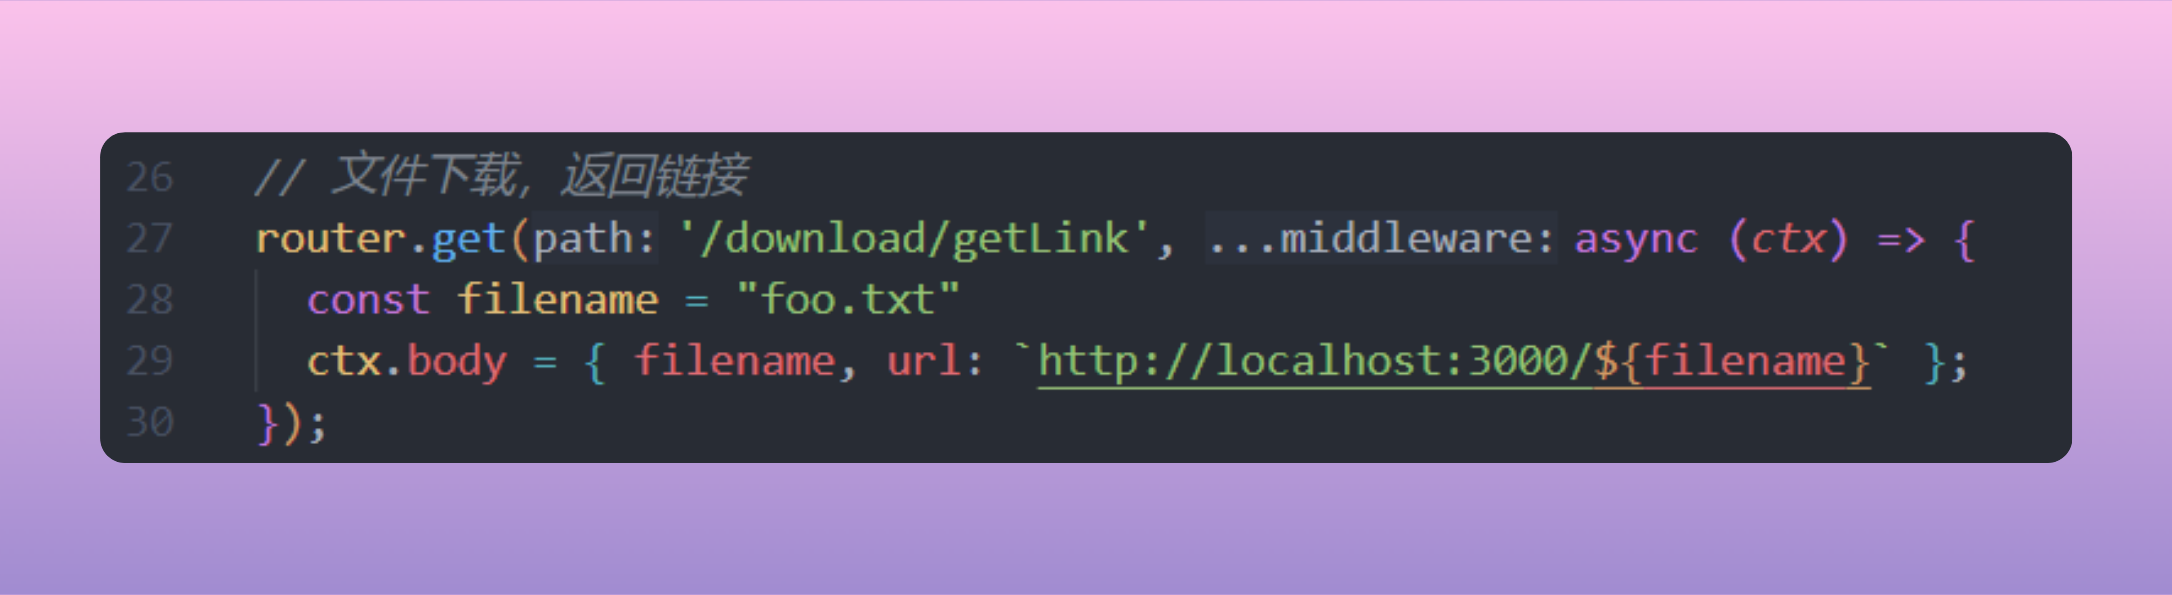 26 // 文件下载，返回链接
27 router.get(path: '/download/getLink', ...middleware: async (ctx) => {
28 const filename = "foo.txt"
29 ctx.body = { filename, url: `http://localhost:3000/${filename}` };
30 });